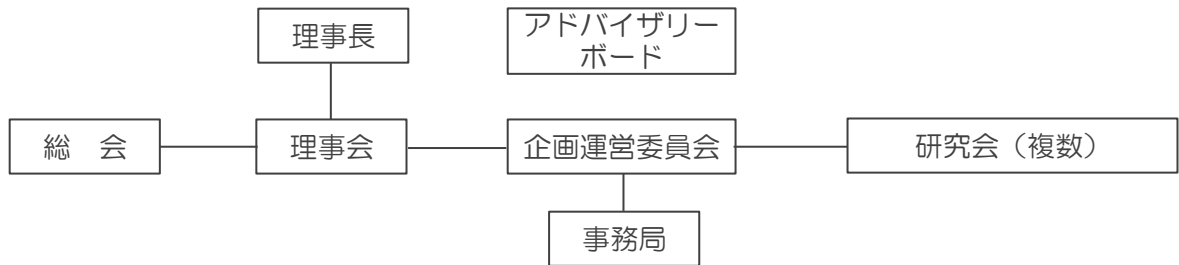 理事長
アドバイザリー
ボード
総　会
理事会
企画運営委員会
研究会（複数）
事務局